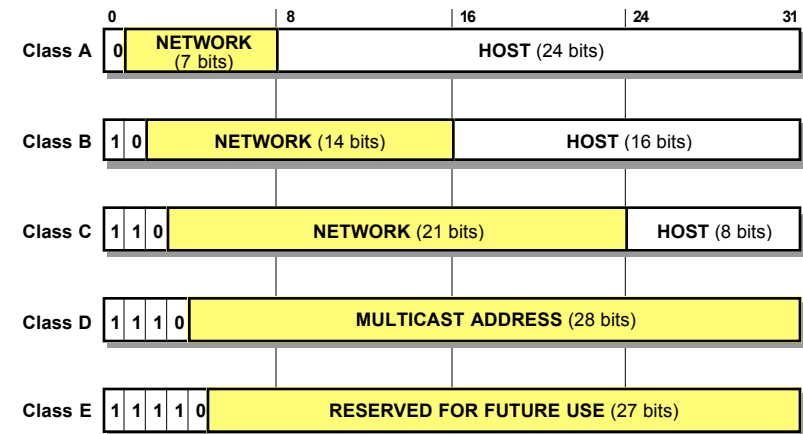 0 8 16 24 31
Class A 0 NETWORK (7 bits) HOST (24 bits)
Class B 1 0 NETWORK (14 bits) HOST (16 bits)
Class C 1 1 0 NETWORK (21 bits) HOST (8 bits)
Class D 1 1 1 0 MULTICAST ADDRESS (28 bits)
Class E 1 1 1 1 0 RESERVED FOR FUTURE USE (27 bits)